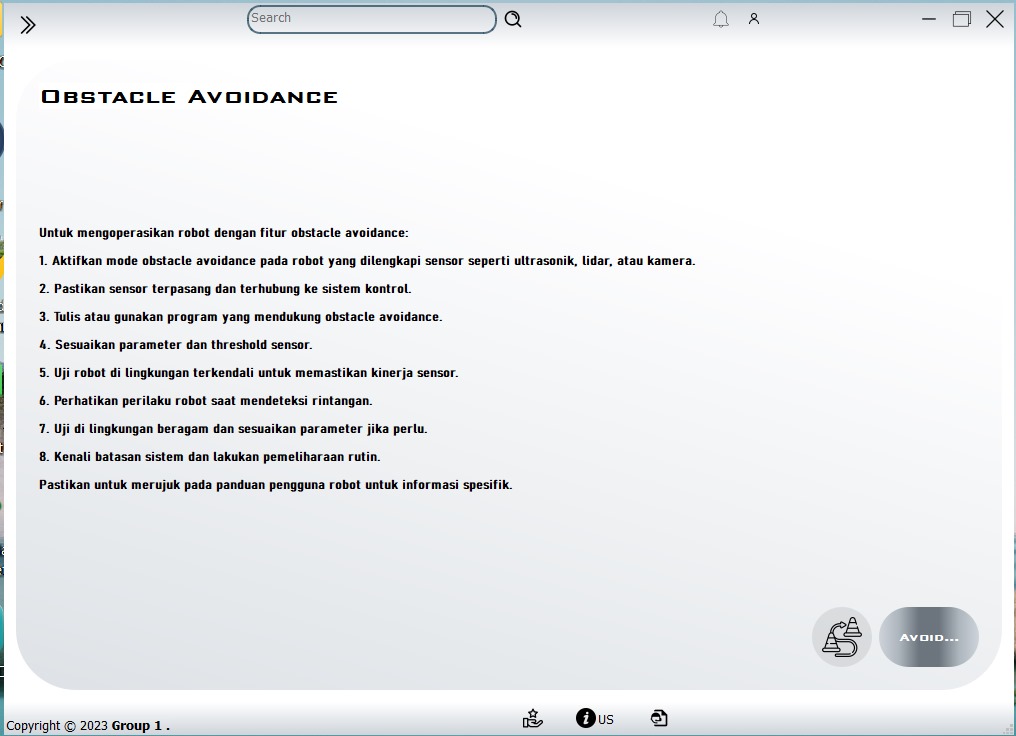 Search
Obstacle Avoidance
Untuk mengoperasikan robot dengan fitur obstacle avoidance:
1. Aktifkan mode obstacle avoidance pada robot yang dilengkapi sensor seperti ultrasonik, lidar, atau kamera.
2. Pastikan sensor terpasang dan terhubung ke sistem kontrol.
3. Tulis atau gunakan program yang mendukung obstacle avoidance.
4. Sesuaikan parameter dan threshold sensor.
5. Uji robot di lingkungan terkendali untuk memastikan kinerja sensor.
6. Perhatikan perilaku robot saat mendeteksi rintangan.
7. Uji di lingkungan beragam dan sesuaikan parameter jika perlu.
8. Kenali batasan sistem dan lakukan pemeliharaan rutin.
Pastikan untuk merujuk pada panduan pengguna robot untuk informasi spesifik.
Avoid...
US
Copyright © 2023 Group 1 .